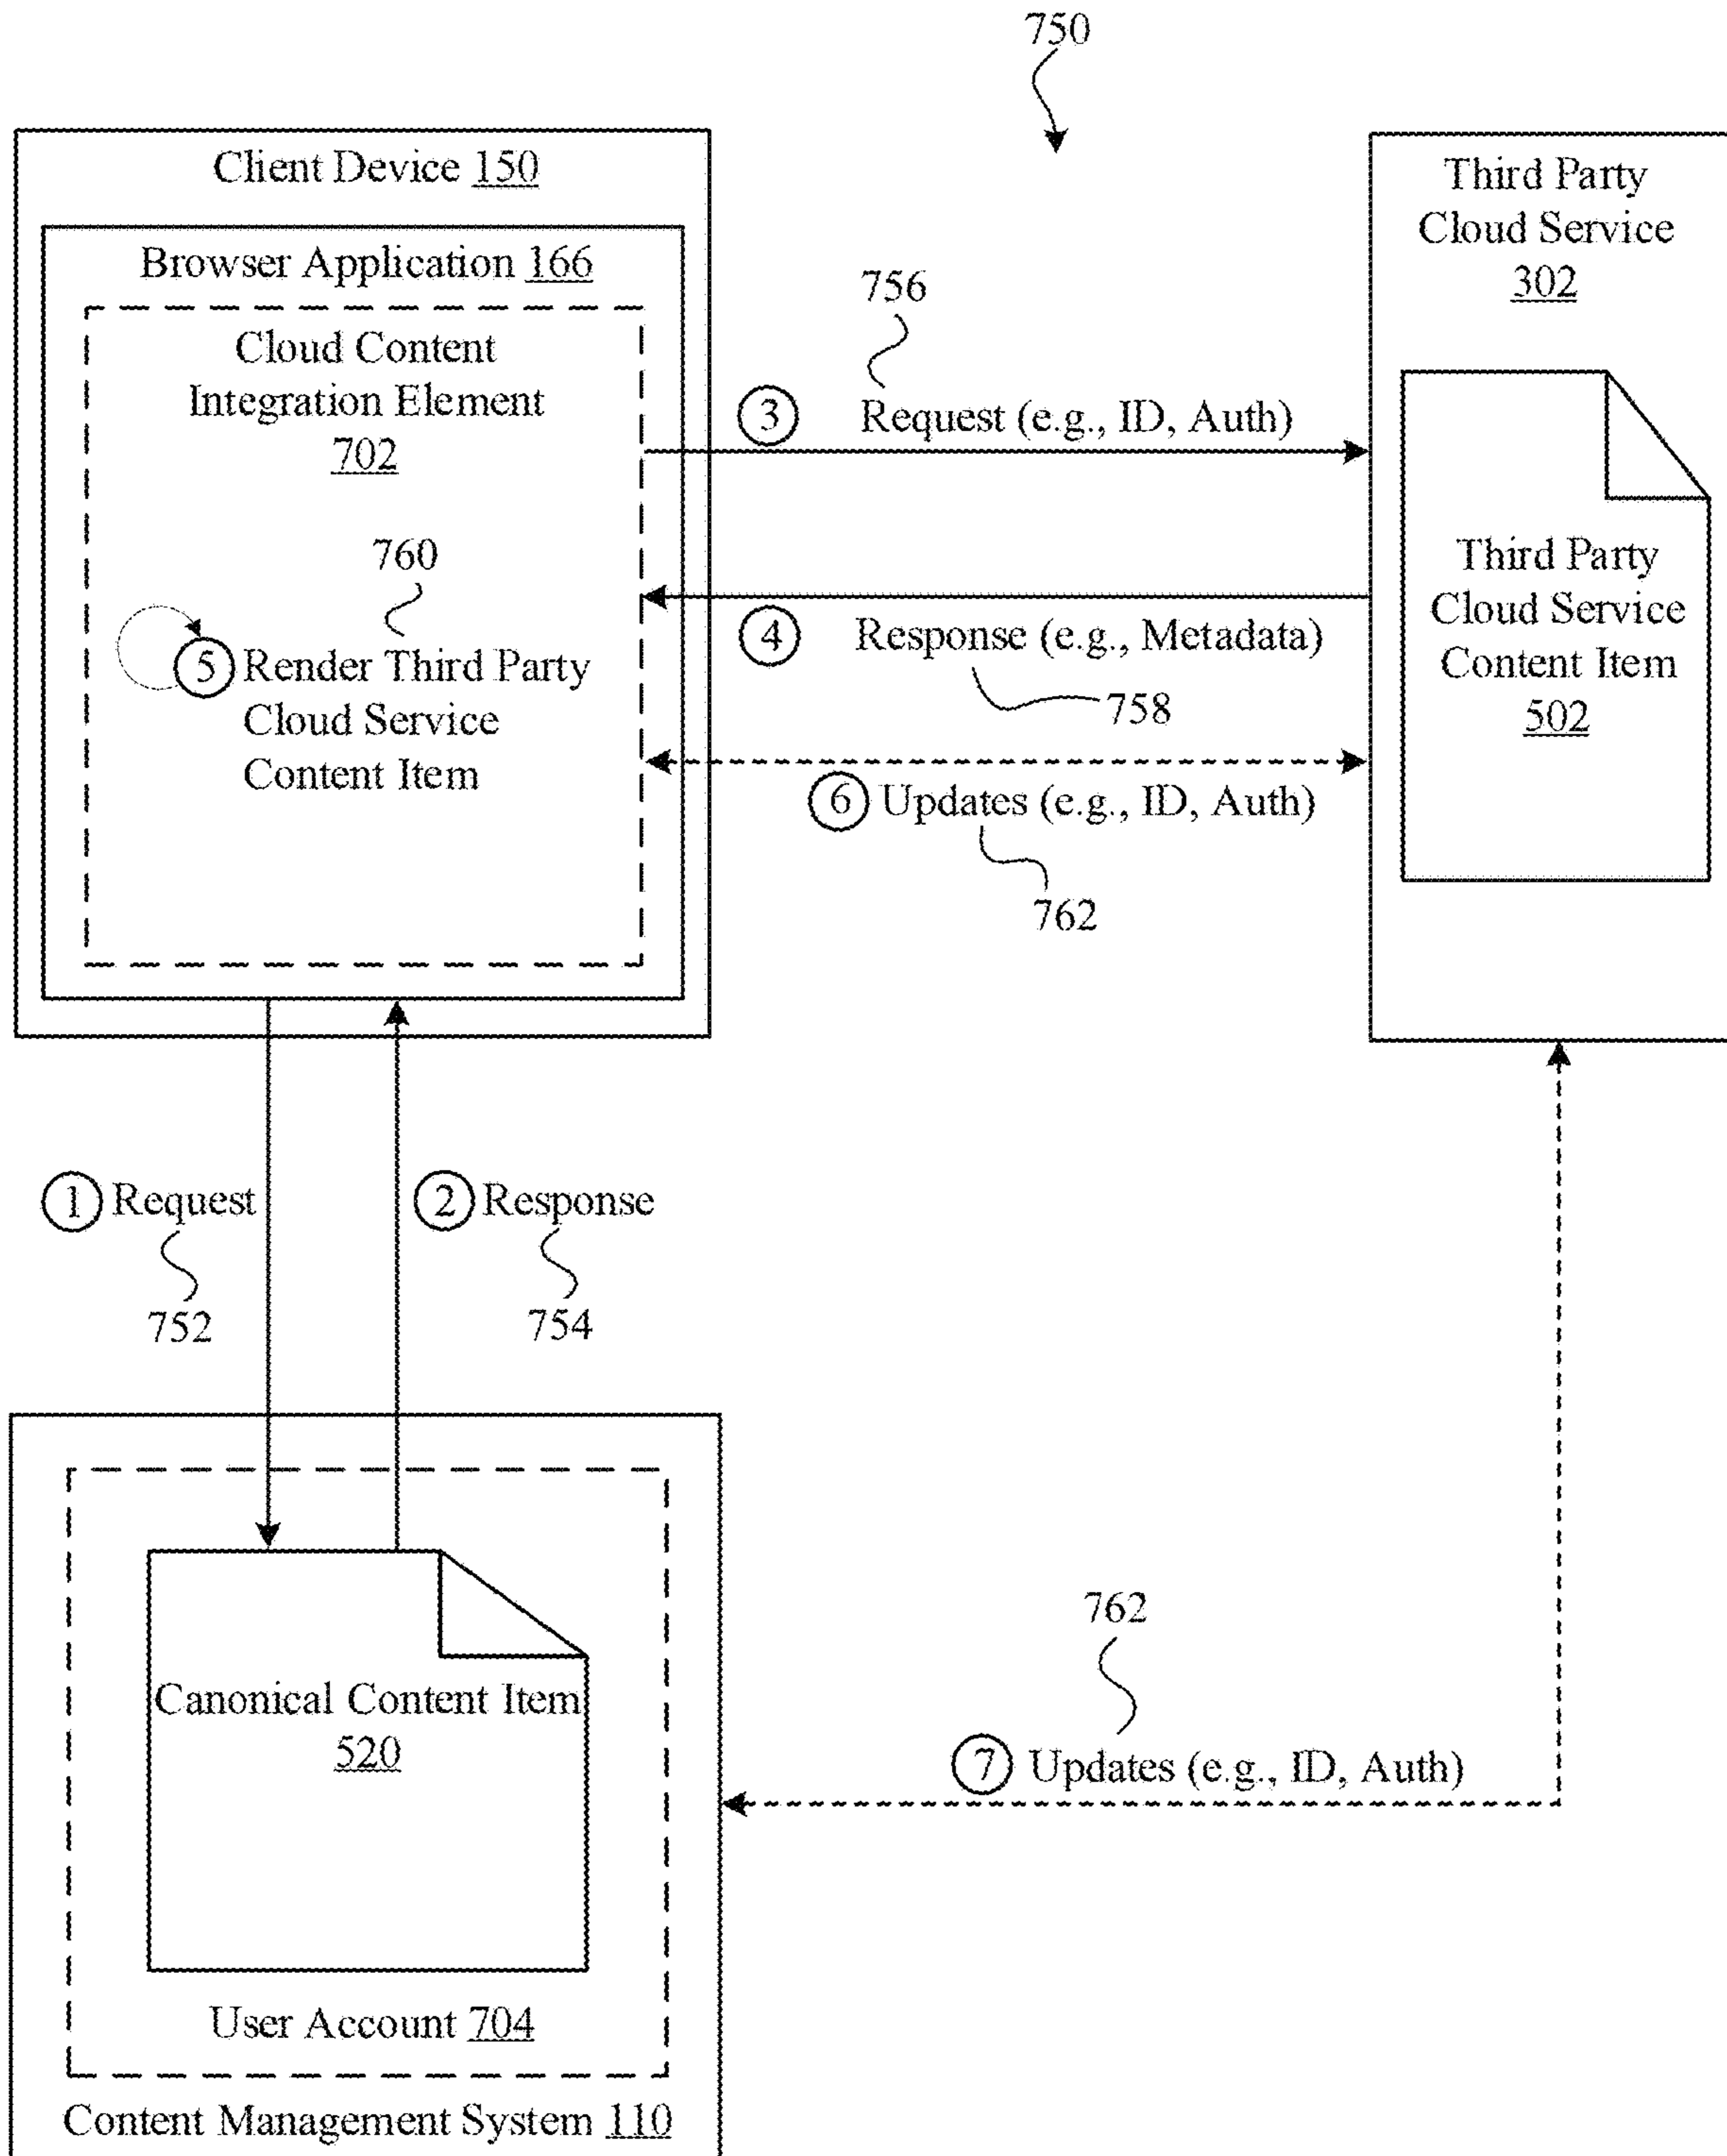 750
Client Device 150
Browser Application 166
Cloud Content
Integration Element
702
760
5 Render Third Party
Cloud Service
Content Item
756
3 Request (e.g., ID, Auth)
4 Response (e.g., Metadata)
758
6 Updates (e.g., ID, Auth)
762
Third Party
Cloud Service
302
Third Party
Cloud Service
Content Item
502
1 Request
752
2 Response
754
Canonical Content Item
520
User Account 704
Content Management System 110
762
7 Updates (e.g., ID, Auth)